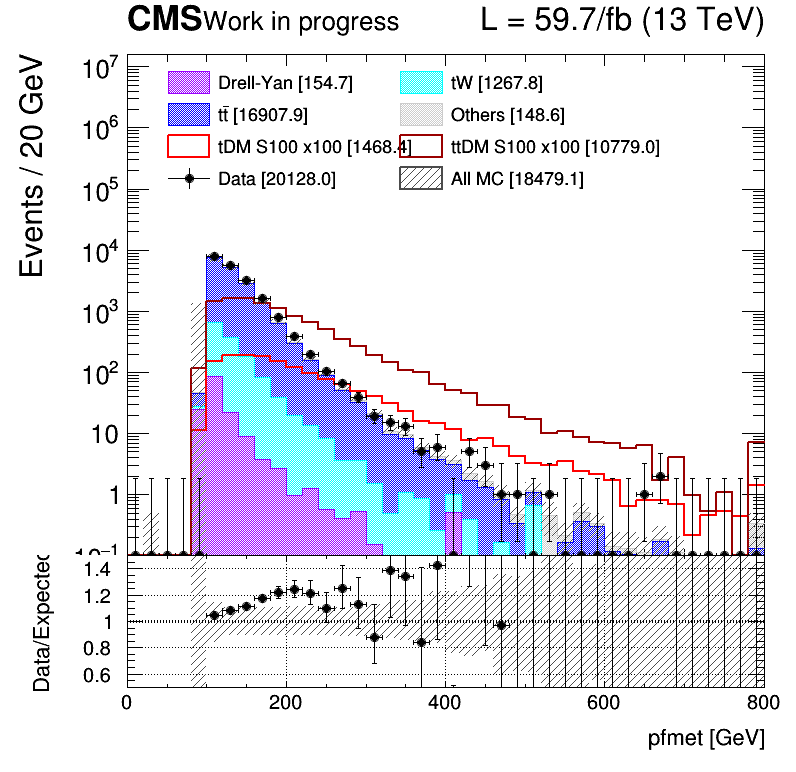 CMS Work in progress L = 59.7/fb (13 TeV)
Events / 20 GeV
Drell-Yan [154.7] tW [1267.8]
tt̄ [16907.9] Others [148.6]
tDM S100 x100 [1468.4] ttDM S100 x100 [10779.0]
Data [20128.0] All MC [18479.1]
10⁷
10⁶
10⁵
10⁴
10³
10²
10
1
10⁻¹
Data/Expected
1.4
1.2
1
0.8
0.6
0 200 400 600 800
pfmet [GeV]